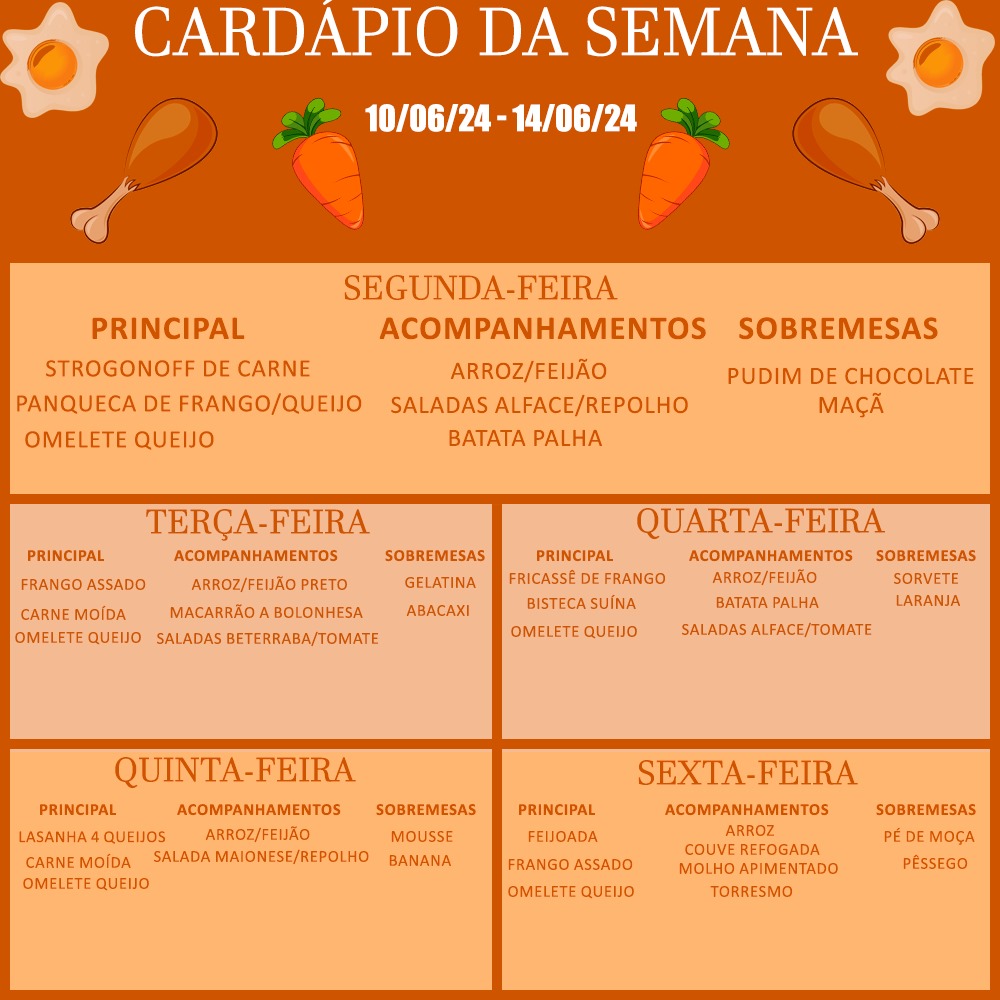 CARDÁPIO DA SEMANA
10/06/24 - 14/06/24
SEGUNDA-FEIRA
PRINCIPAL
STROGONOFF DE CARNE
PANQUECA DE FRANGO/QUEIJO
OMELETE QUEIJO
ACOMPANHAMENTOS
ARROZ/FEIJÃO
SALADAS ALFACE/REPOLHO
BATATA PALHA
SOBREMESAS
PUDIM DE CHOCOLATE
MAÇÃ
TERÇA-FEIRA
PRINCIPAL
FRANGO ASSADO
CARNE MOÍDA
OMELETE QUEIJO
ACOMPANHAMENTOS
ARROZ/FEIJÃO PRETO
MACARRÃO A BOLONHESA
SALADAS BETERRABA/TOMATE
SOBREMESAS
GELATINA
ABACAXI
QUARTA-FEIRA
PRINCIPAL
FRICASSÊ DE FRANGO
BISTECA SUÍNA
OMELETE QUEIJO
ACOMPANHAMENTOS
ARROZ/FEIJÃO
BATATA PALHA
SALADAS ALFACE/TOMATE
SOBREMESAS
SORVETE
LARANJA
QUINTA-FEIRA
PRINCIPAL
LASANHA 4 QUEIJOS
CARNE MOÍDA
OMELETE QUEIJO
ACOMPANHAMENTOS
ARROZ/FEIJÃO
SALADA MAIONESE/REPOLHO
SOBREMESAS
MOUSSE
BANANA
SEXTA-FEIRA
PRINCIPAL
FEIJOADA
FRANGO ASSADO
OMELETE QUEIJO
ACOMPANHAMENTOS
ARROZ
COUVE REFOGADA
MOLHO APIMENTADO
TORRESMO
SOBREMESAS
PÉ DE MOÇA
PÊSSEGO